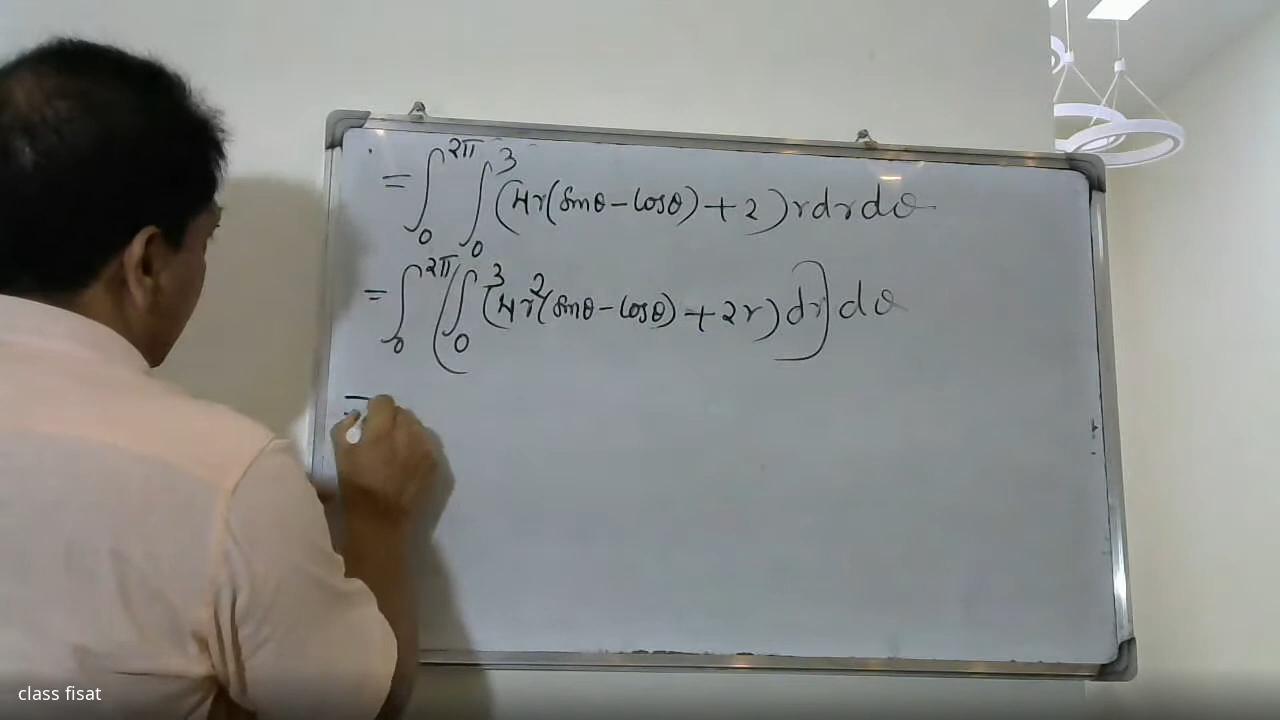 = ∫₀^2π ∫₀^3 (4r(sinθ - cosθ) + 2) r dr dθ
= ∫₀^2π [∫₀^3 (4r²(sinθ - cosθ) + 2r) dr] dθ
=
class fisat